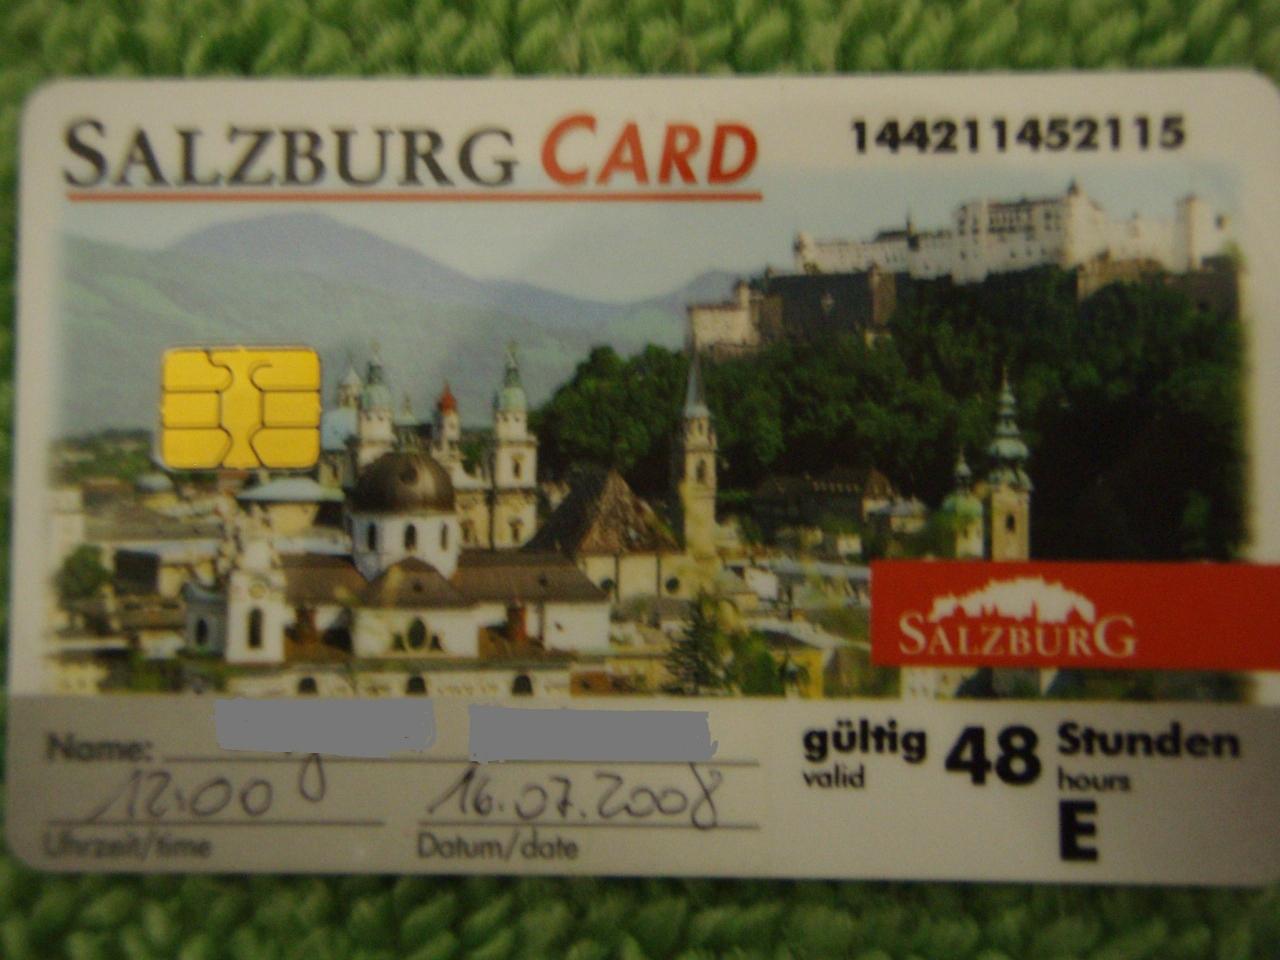 SALZBURG CARD
144211452115
SALZBURG
Name:
gültig 48 Stunden
valid hours
E
12:00 16.07.2008
Uhrzeit/time Datum/date